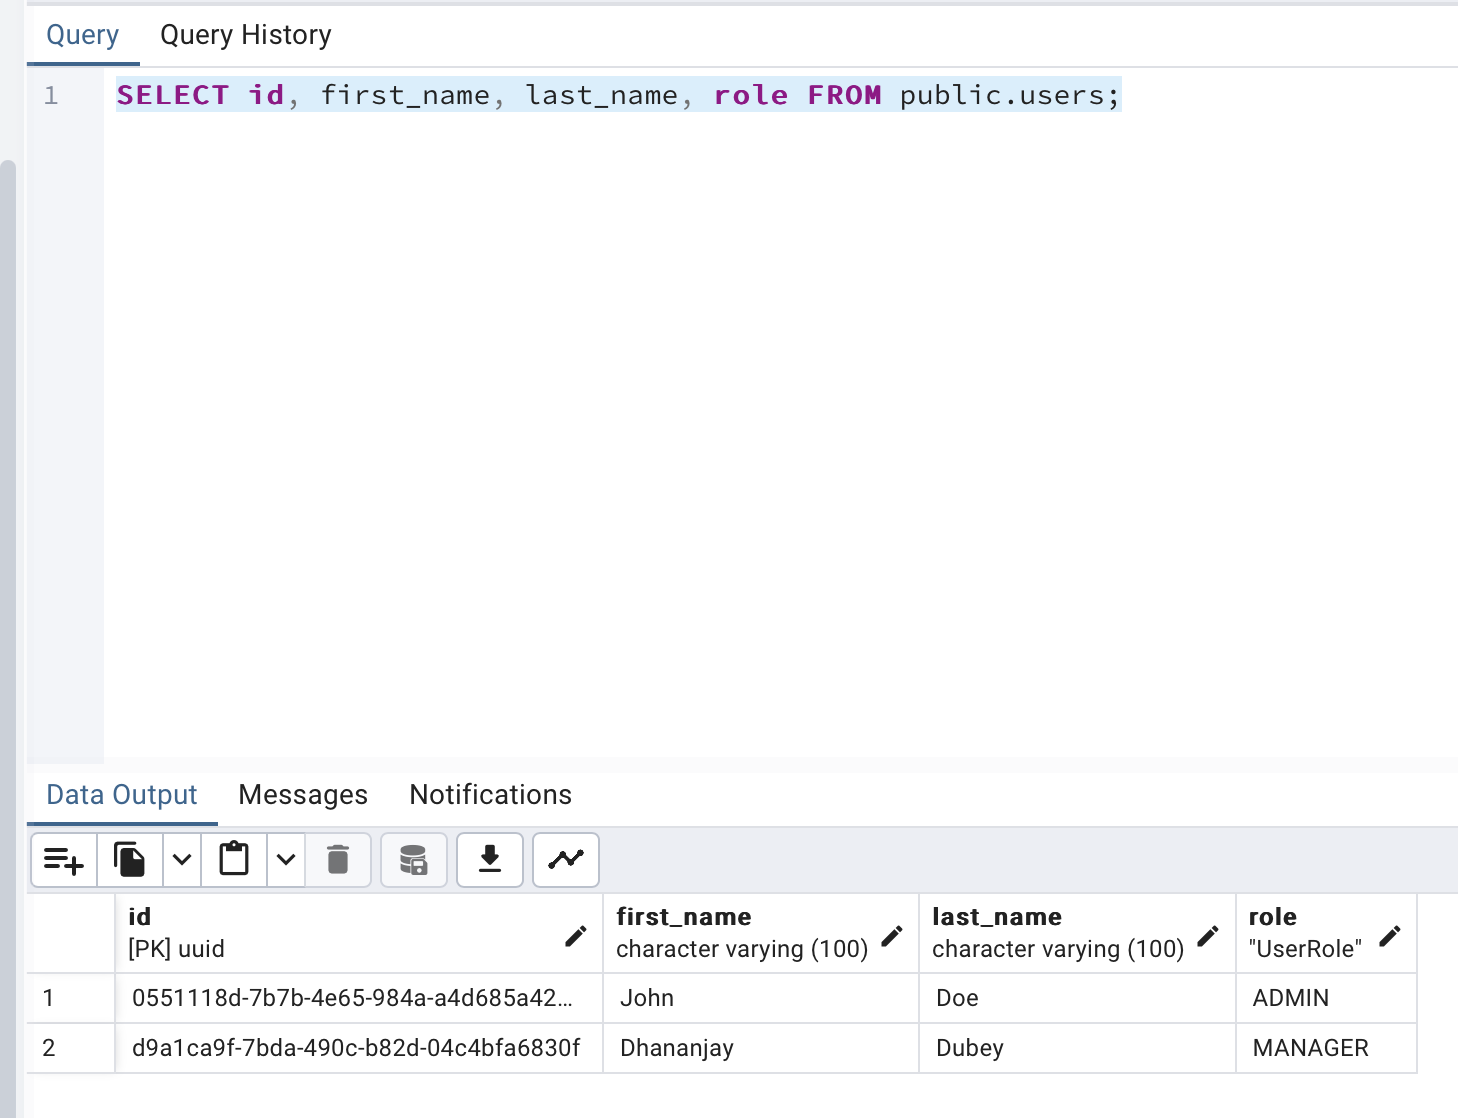 Query Query History
1 SELECT id, first_name, last_name, role FROM public.users;
Data Output Messages Notifications
id first_name last_name role
[PK] uuid character varying (100) character varying (100) "UserRole"
1 0551118d-7b7b-4e65-984a-a4d685a42... John Doe ADMIN
2 d9a1ca9f-7bda-490c-b82d-04c4bfa6830f Dhananjay Dubey MANAGER